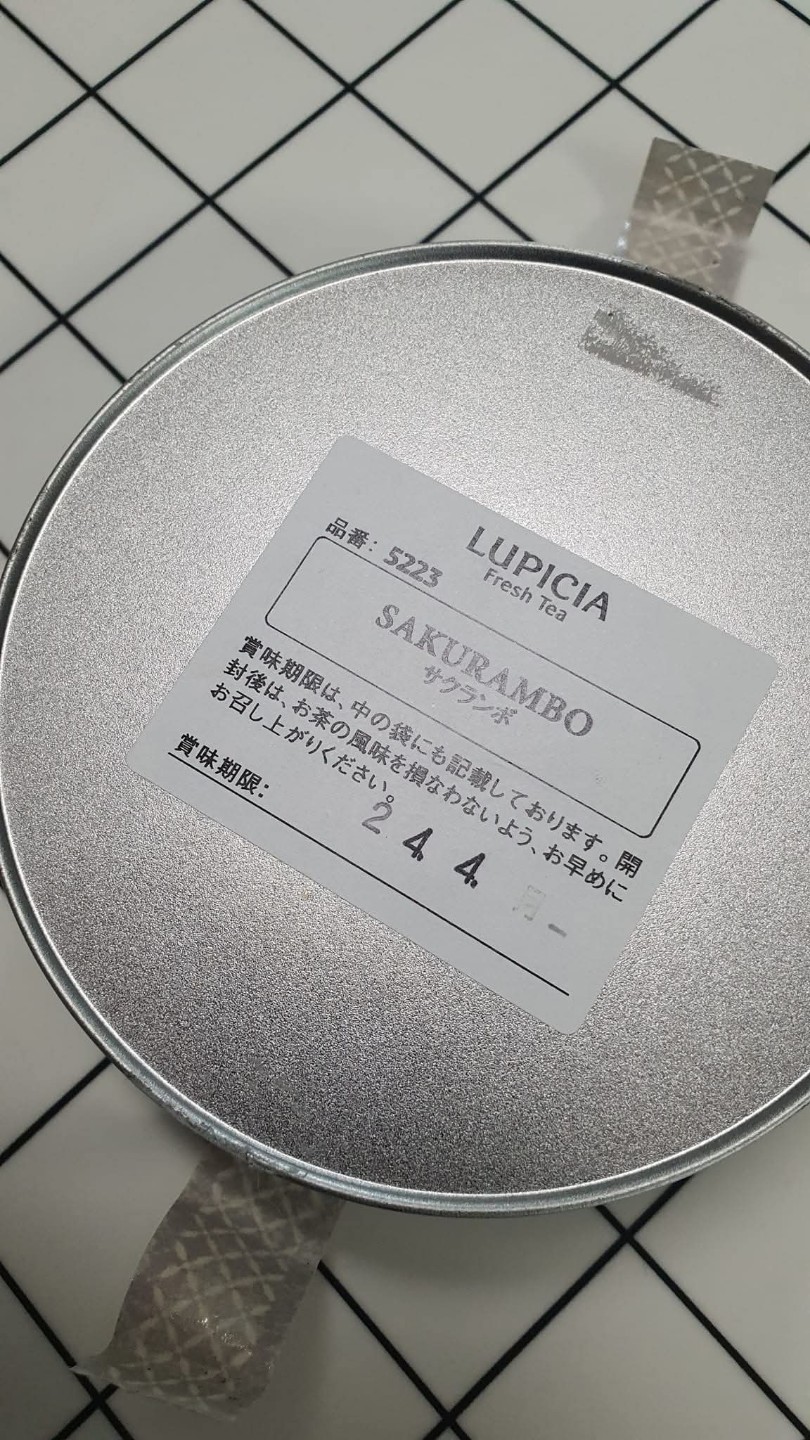 LUPICIA
Fresh Tea
品番: 5223
SAKURAMBO
サクランボ
賞味期限は、中の袋にも記載しております。開
封後は、お茶の風味を損なわないよう、お早めに
お召し上がりください。
賞味期限:
24. 4. 月-